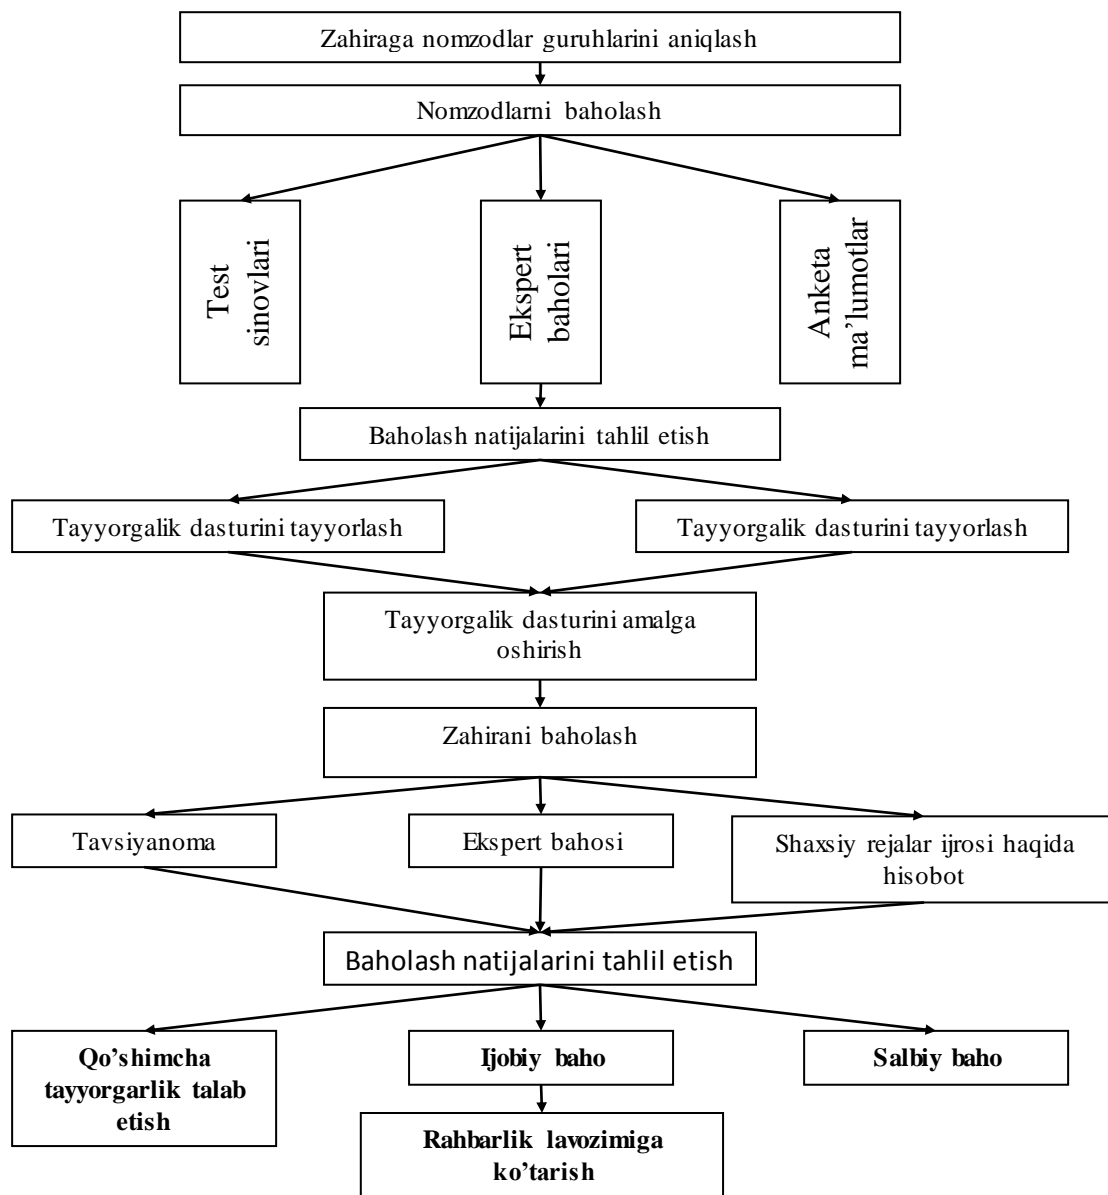 Zahiraga nomzodlar guruhlarini aniqlash
Nomzodlarni baholash
Test
sinovlari
Ekspert
baholari
Anketa
ma’lumotlar
Baholash natijalarini tahlil etish
Tayyorgalik dasturini tayyorlash
Tayyorgalik dasturini tayyorlash
Tayyorgalik dasturini amalga
oshirish
Zahirani baholash
Tavsiyanoma
Ekspert bahosi
Shaxsiy rejalar ijrosi haqida
hisobot
Baholash natijalarini tahlil etish
Qo’shimcha
tayyorgarlik talab
etish
Ijobiy baho
Salbiy baho
Rahbarlik lavozimiga
ko’tarish